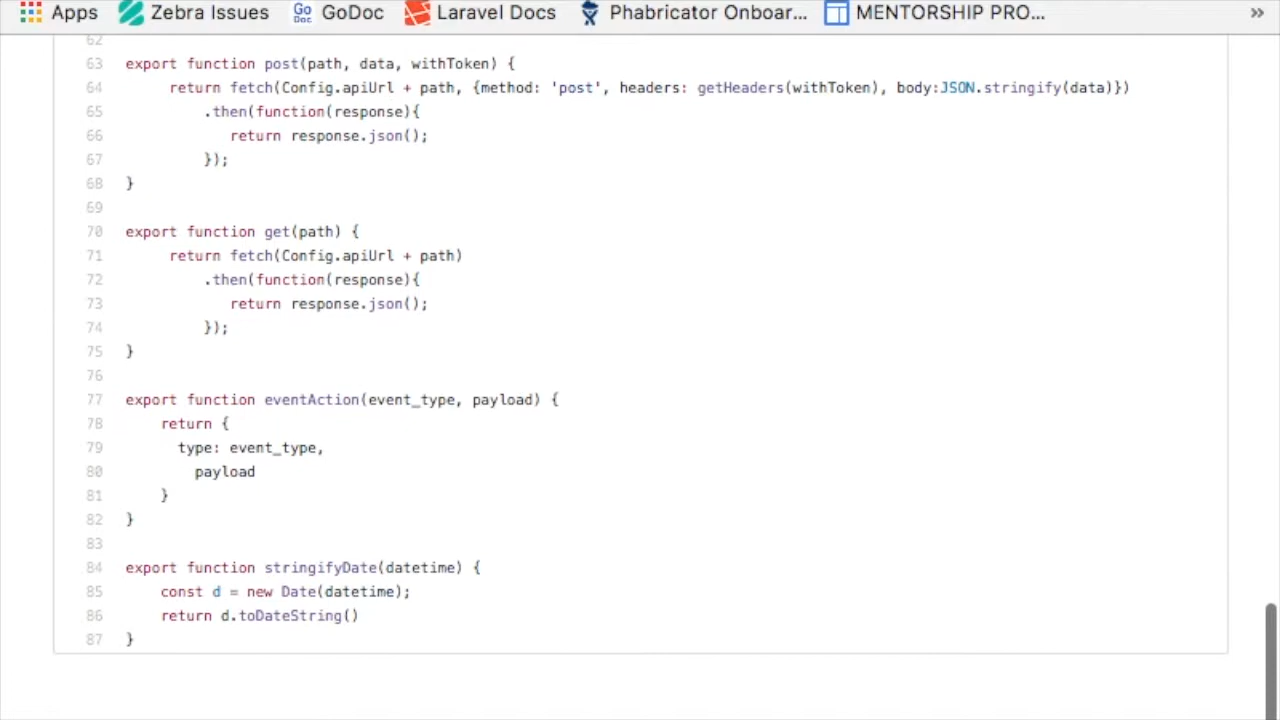 Apps Zebra Issues Go Doc GoDoc Laravel Docs Phabricator Onboar... MENTORSHIP PRO... »
62
63 export function post(path, data, withToken) {
64 return fetch(Config.apiUrl + path, {method: 'post', headers: getHeaders(withToken), body:JSON.stringify(data)})
65 .then(function(response){
66 return response.json();
67 });
68 }
69
70 export function get(path) {
71 return fetch(Config.apiUrl + path)
72 .then(function(response){
73 return response.json();
74 });
75 }
76
77 export function eventAction(event_type, payload) {
78 return {
79 type: event_type,
80 payload
81 }
82 }
83
84 export function stringifyDate(datetime) {
85 const d = new Date(datetime);
86 return d.toDateString()
87 }